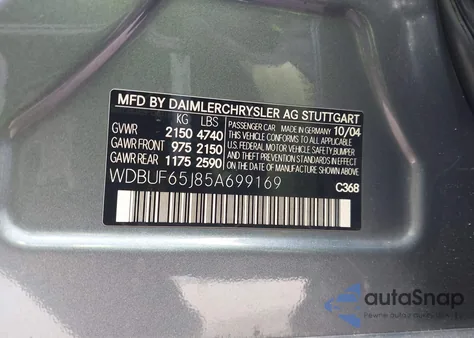 MFD BY DAIMLERCHRYSLER AG STUTTGART
KG LBS
PASSENGER CAR MADE IN GERMANY 10/04
GVWR 2150 4740
GAWR FRONT 975 2150
GAWR REAR 1175 2590
THIS VEHICLE CONFORMS TO ALL APPLICABLE
U.S. FEDERAL MOTOR VEHICLE SAFETY,
BUMPER, AND THEFT PREVENTION STANDARDS
IN EFFECT ON THE DATE OF MANUFACTURE
SHOWN ABOVE.
WDBUF65J85A699169
C368
autoSnap